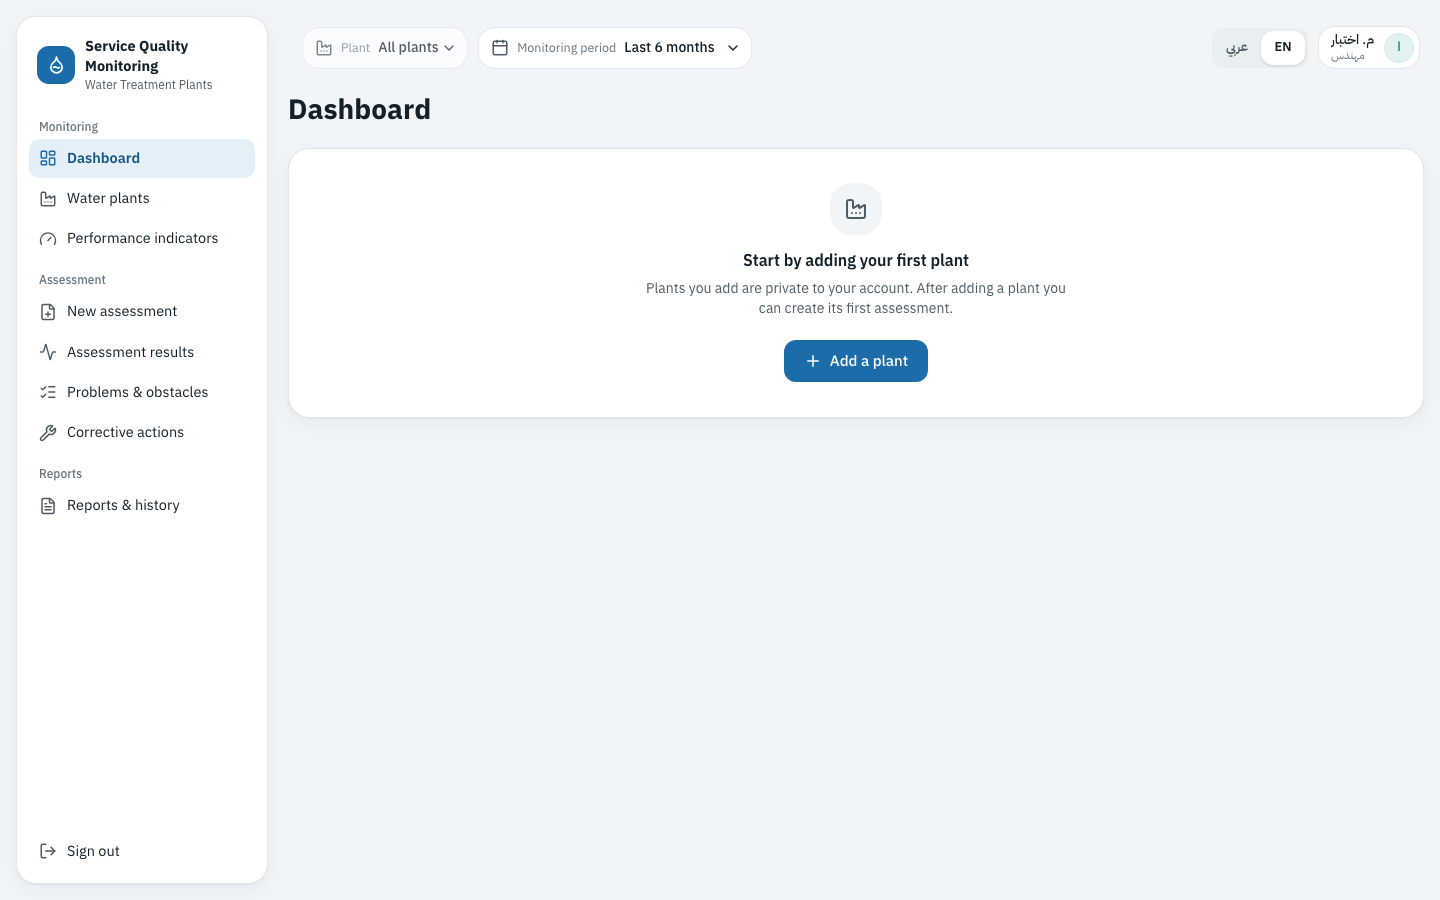 Service Quality
Monitoring
Water Treatment Plants
Monitoring
Dashboard
Water plants
Performance indicators
Assessment
New assessment
Assessment results
Problems & obstacles
Corrective actions
Reports
Reports & history
Sign out
Plant All plants
Monitoring period Last 6 months
عربي EN
م. اختبار
مهندس
ا
Dashboard
Start by adding your first plant
Plants you add are private to your account. After adding a plant you
can create its first assessment.
Add a plant